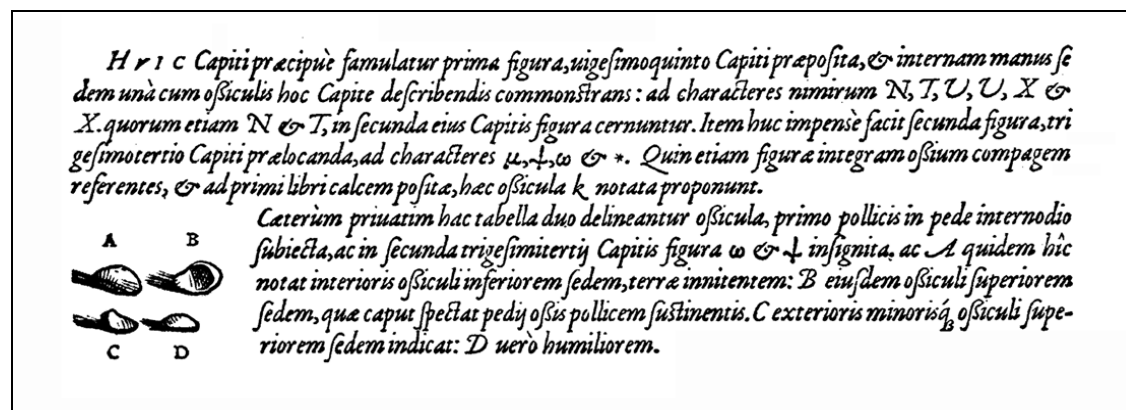 HVIC Capiti præcipuè famulatur prima figura, uigesimoquinto Capiti præposita, & internam manus se
dem unà cum ossiculis hoc Capite describendis commonstrans: ad characteres nimirum N, T, U, U, X &
X. quorum etiam N & T, in secunda eius Capitis figura cernuntur. Item huc impensè facit secunda figura, tri
gesimotertio Capiti prælocanda, ad characteres μ, ⸸, ω & *. Quin etiam figuræ integram ossium compagem
referentes, & ad primi libri calcem positæ, hæc ossicula k notata proponunt.
Cæterùm priuatim hac tabella duo delineantur ossicula, primo pollicis in pede internodio
subiecta, ac in secunda trigesimitertij Capitis figura ω & ⸸ insignita. ac A quidem hîc
notat interioris ossiculi inferiorem sedem, terræ innitentem: B eiusdem ossiculi superiorem
sedem, quæ caput spectat pedij ossis pollicem sustinentis. C exterioris minorisq́ꝫ ossiculi supe-
riorem sedem indicat: D uerò humiliorem.
A B
C D